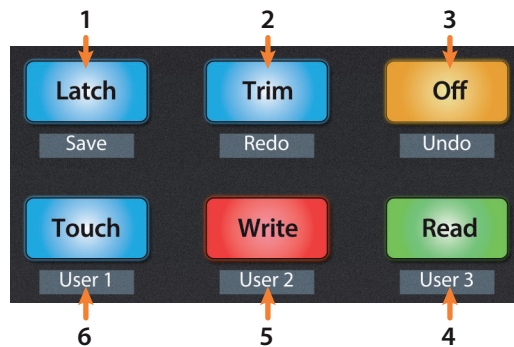 1 2 3
Latch Trim Off
Save Redo Undo
Touch Write Read
User 1 User 2 User 3
6 5 4